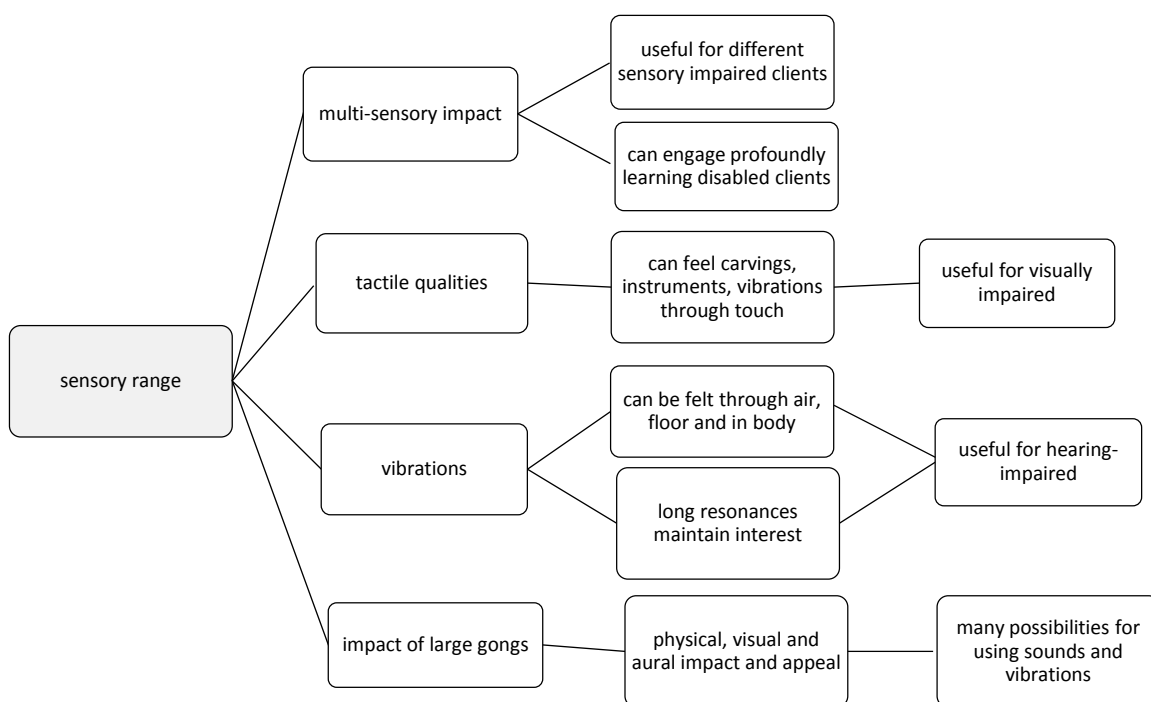 sensory range
multi-sensory impact
useful for different
sensory impaired clients
can engage profoundly
learning disabled clients
tactile qualities
can feel carvings,
instruments, vibrations
through touch
useful for visually
impaired
vibrations
can be felt through air,
floor and in body
long resonances
maintain interest
useful for hearing-
impaired
impact of large gongs
physical, visual and
aural impact and appeal
many possibilities for
using sounds and
vibrations